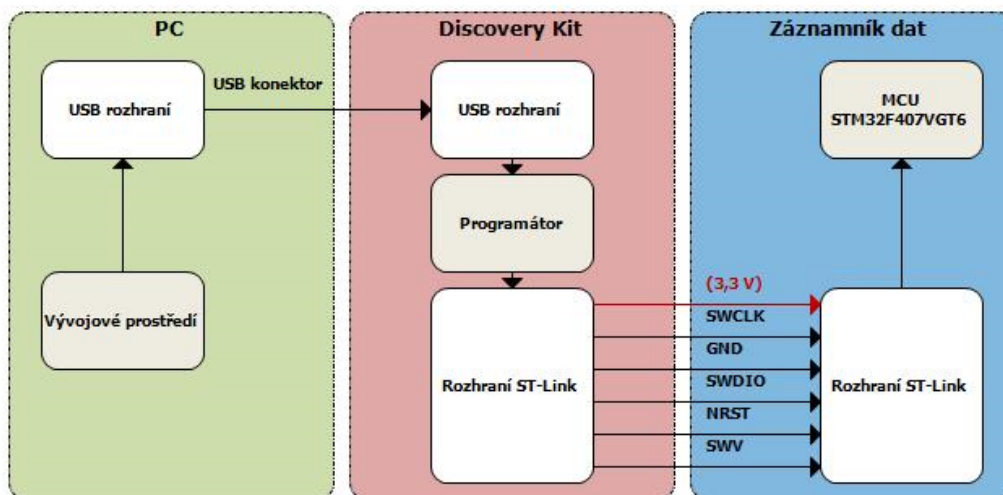 PC
Discovery Kit
Záznamník dat
USB rozhraní
USB konektor
USB rozhraní
MCU
STM32F407VGT6
Programátor
Vývojové prostředí
(3,3 V)
SWCLK
GND
SWDIO
NRST
SWV
Rozhraní ST-Link
Rozhraní ST-Link